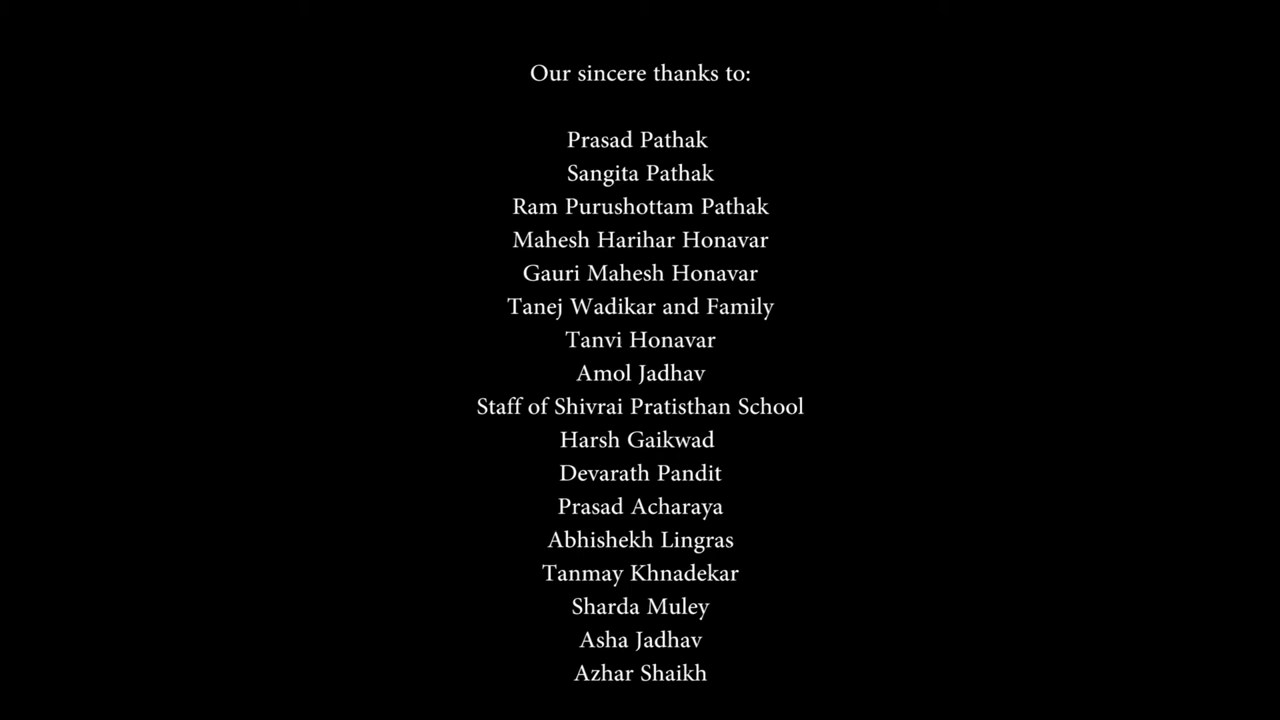 Our sincere thanks to:
Prasad Pathak
Sangita Pathak
Ram Purushottam Pathak
Mahesh Harihar Honavar
Gauri Mahesh Honavar
Tanej Wadikar and Family
Tanvi Honavar
Amol Jadhav
Staff of Shivrai Pratisthan School
Harsh Gaikwad
Devarath Pandit
Prasad Acharaya
Abhishekh Lingras
Tanmay Khnadekar
Sharda Muley
Asha Jadhav
Azhar Shaikh